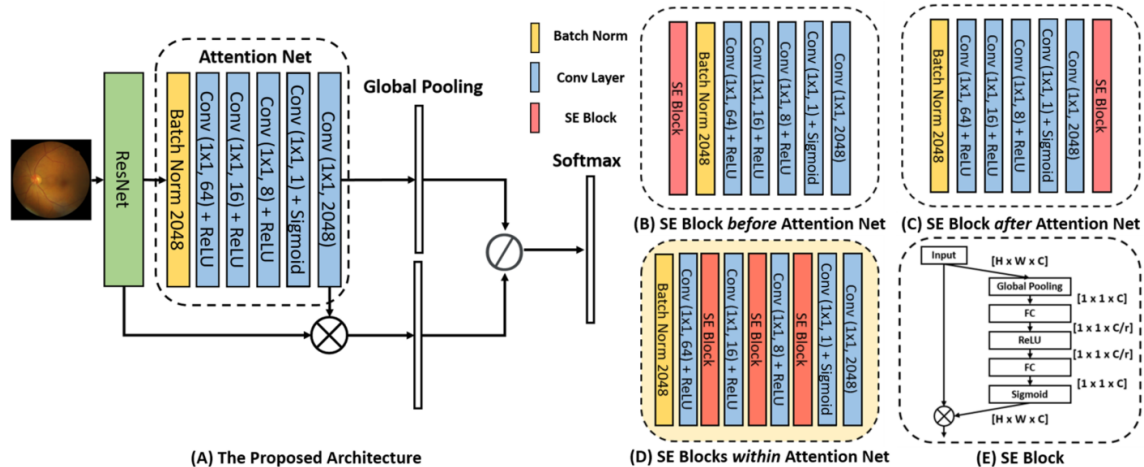 Attention Net
ResNet
Batch Norm 2048
Conv (1x1, 64) + ReLU
Conv (1x1, 16) + ReLU
Conv (1x1, 8) + ReLU
Conv (1x1, 1) + Sigmoid
Conv (1x1, 2048)
Global Pooling
Softmax
(A) The Proposed Architecture
Batch Norm
Conv Layer
SE Block
SE Block
Batch Norm 2048
Conv (1x1, 64) + ReLU
Conv (1x1, 16) + ReLU
Conv (1x1, 8) + ReLU
Conv (1x1, 1) + Sigmoid
Conv (1x1, 2048)
(B) SE Block before Attention Net
Batch Norm 2048
Conv (1x1, 64) + ReLU
Conv (1x1, 16) + ReLU
Conv (1x1, 8) + ReLU
Conv (1x1, 1) + Sigmoid
Conv (1x1, 2048)
SE Block
(C) SE Block after Attention Net
Batch Norm 2048
Conv (1x1, 64) + ReLU
SE Block
Conv (1x1, 16) + ReLU
SE Block
Conv (1x1, 8) + ReLU
SE Block
Conv (1x1, 1) + Sigmoid
Conv (1x1, 2048)
(D) SE Blocks within Attention Net
Input
[H x W x C]
Global Pooling
[1 x 1 x C]
FC
[1 x 1 x C/r]
ReLU
[1 x 1 x C/r]
FC
[1 x 1 x C]
Sigmoid
[H x W x C]
(E) SE Block